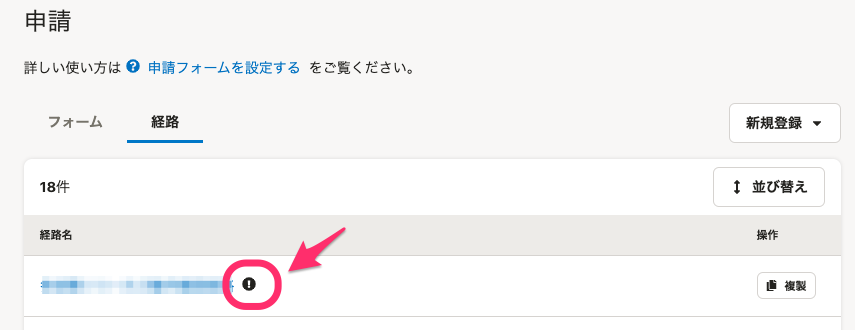 申請
詳しい使い方は 申請フォームを設定する をご覧ください。
フォーム 経路 新規登録
18件 並び替え
経路名 操作
複製